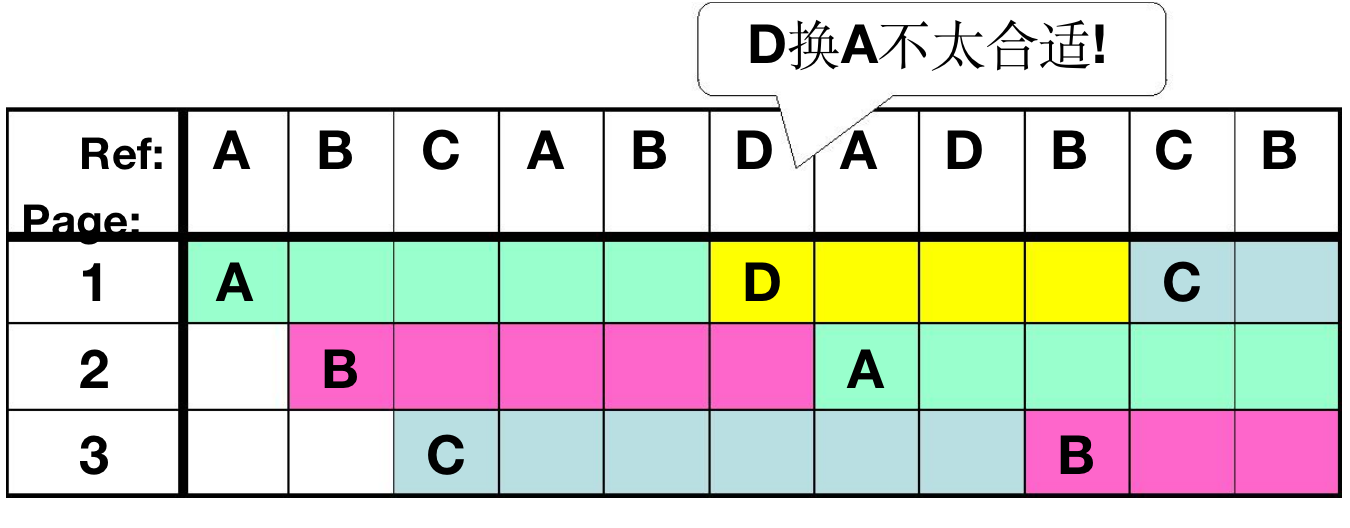 D换A不太合适!
Ref: A B C A B D A D B C B
Page:
1 A D C
2 B A
3 C B